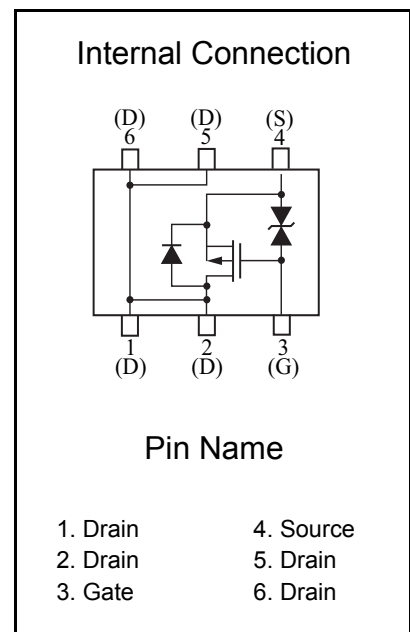 Internal Connection
(D) (D) (S)
6 5 4
1 2 3
(D) (D) (G)
Pin Name
1. Drain 4. Source
2. Drain 5. Drain
3. Gate 6. Drain